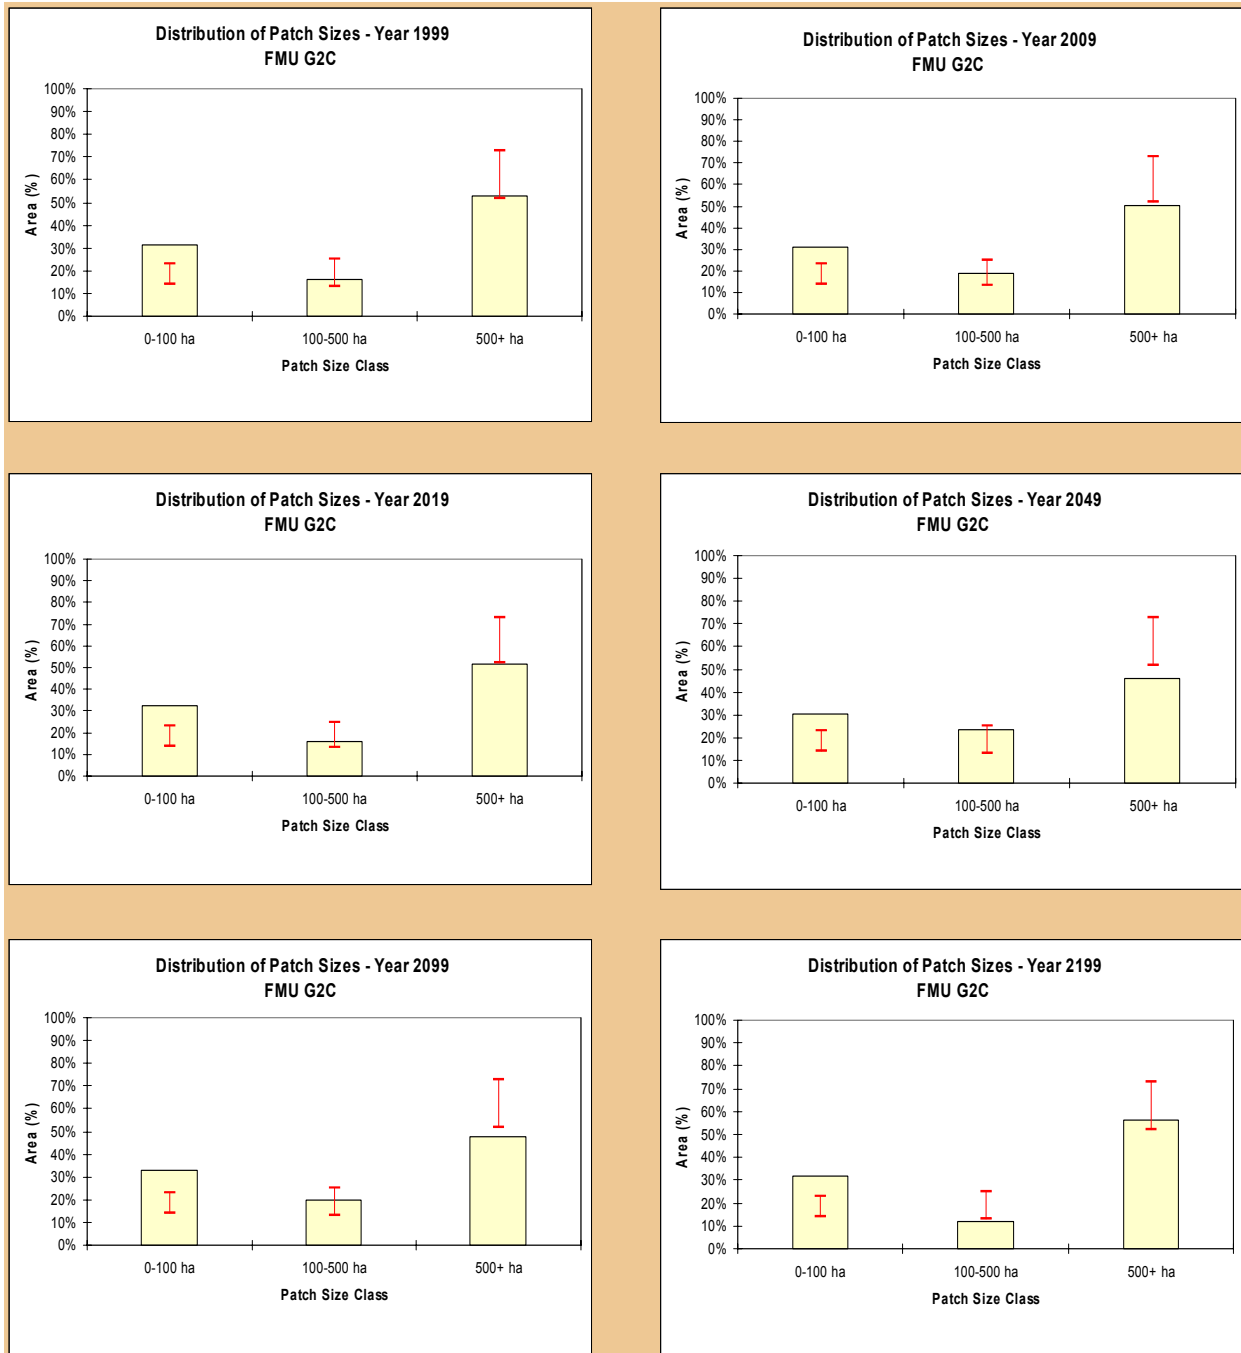 Distribution of Patch Sizes - Year 1999
FMU G2C
100%
90%
80%
70%
60%
50%
40%
30%
20%
10%
0%
Area (%)
0-100 ha
100-500 ha
500+ ha
Patch Size Class
Distribution of Patch Sizes - Year 2009
FMU G2C
100%
90%
80%
70%
60%
50%
40%
30%
20%
10%
0%
Area (%)
0-100 ha
100-500 ha
500+ ha
Patch Size Class
Distribution of Patch Sizes - Year 2019
FMU G2C
100%
90%
80%
70%
60%
50%
40%
30%
20%
10%
0%
Area (%)
0-100 ha
100-500 ha
500+ ha
Patch Size Class
Distribution of Patch Sizes - Year 2049
FMU G2C
100%
90%
80%
70%
60%
50%
40%
30%
20%
10%
0%
Area (%)
0-100 ha
100-500 ha
500+ ha
Patch Size Class
Distribution of Patch Sizes - Year 2099
FMU G2C
100%
90%
80%
70%
60%
50%
40%
30%
20%
10%
0%
Area (%)
0-100 ha
100-500 ha
500+ ha
Patch Size Class
Distribution of Patch Sizes - Year 2199
FMU G2C
100%
90%
80%
70%
60%
50%
40%
30%
20%
10%
0%
Area (%)
0-100 ha
100-500 ha
500+ ha
Patch Size Class